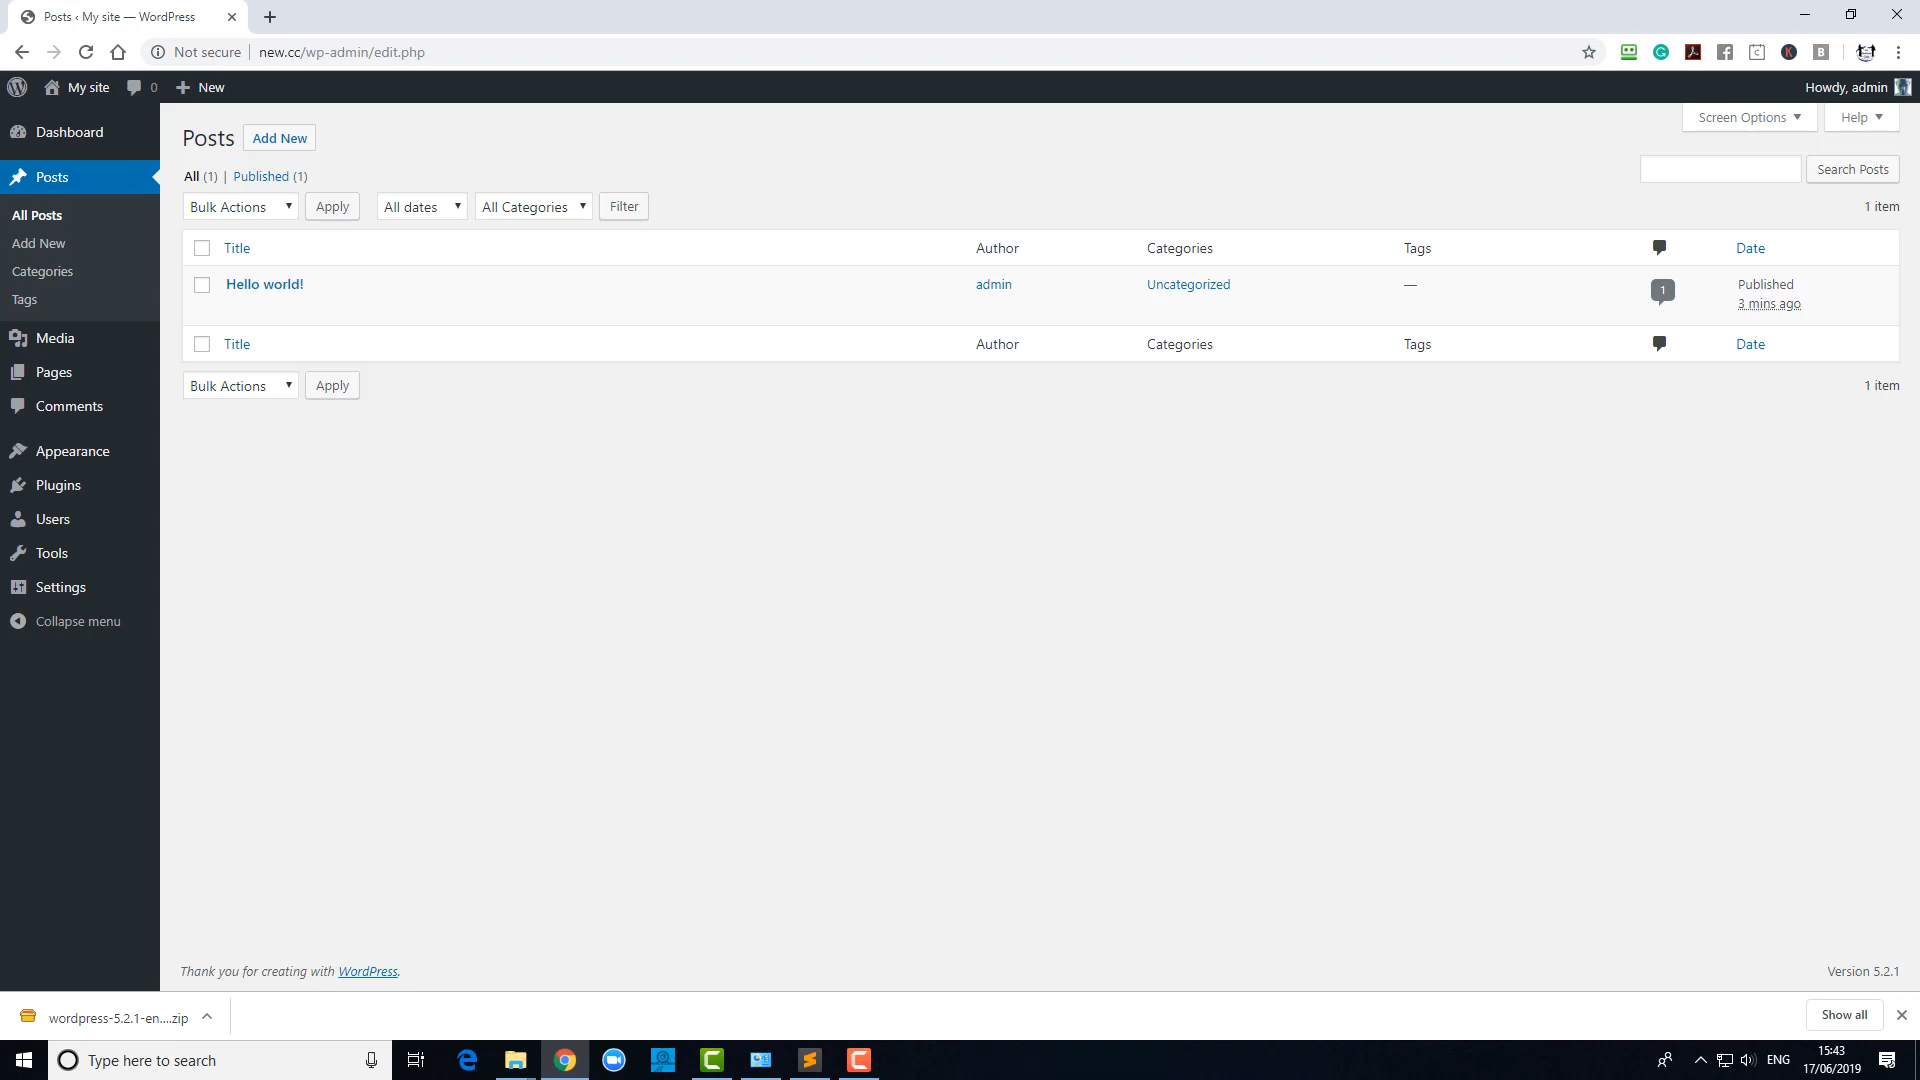 Posts ‹ My site — WordPress
Not secure | new.cc/wp-admin/edit.php
My site 0 New
Howdy, admin
Dashboard
Posts
All Posts
Add New
Categories
Tags
Media
Pages
Comments
Appearance
Plugins
Users
Tools
Settings
Collapse menu
Screen Options ▼ Help ▼
Posts Add New
All (1) | Published (1)
Search Posts
Bulk Actions Apply All dates All Categories Filter
1 item
Title Author Categories Tags Date
Hello world! admin Uncategorized — 1 Published
3 mins ago
Title Author Categories Tags Date
Bulk Actions Apply
1 item
Thank you for creating with WordPress.
Version 5.2.1
wordpress-5.2.1-en....zip
Show all
Type here to search
ENG
15:43
17/06/2019